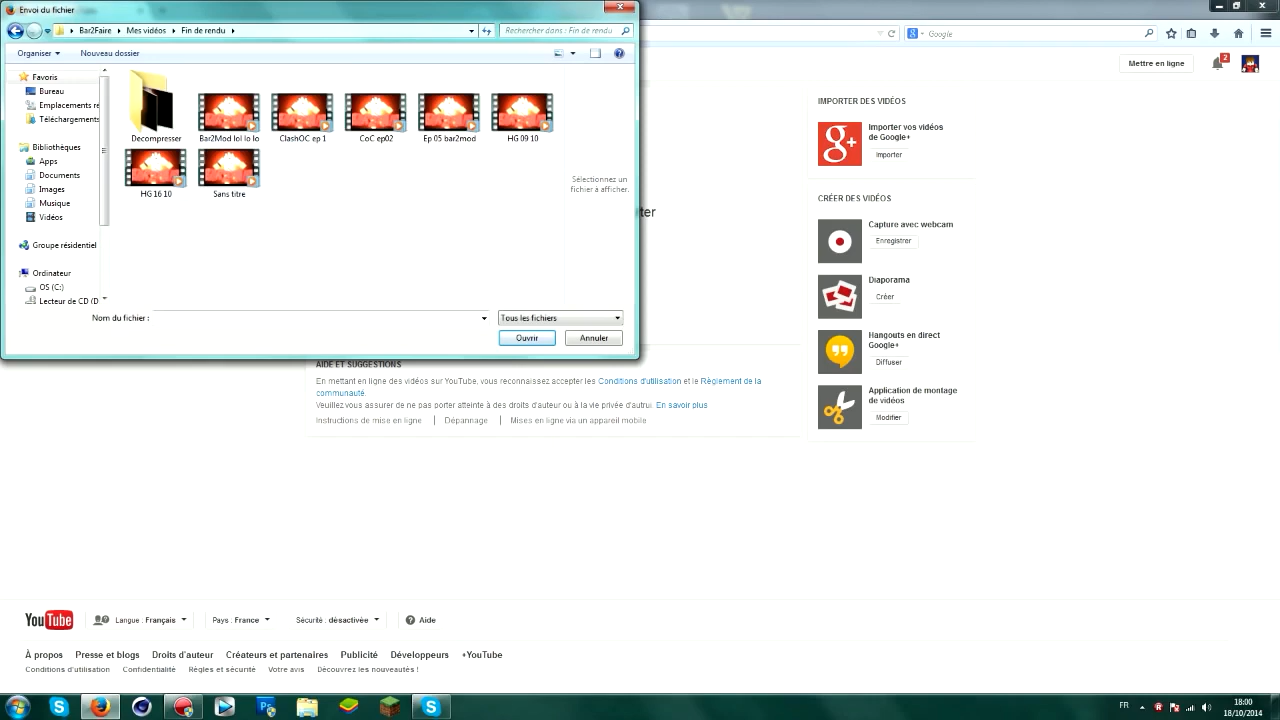 Envoi du fichier
Bar2Faire
Mes vidéos
Fin de rendu
Rechercher dans : Fin de rendu
Google
Organiser
Nouveau dossier
Mettre en ligne
2
Favoris
Bureau
Emplacements re
Téléchargements
Bibliothèques
Apps
Documents
Images
Musique
Vidéos
Groupe résidentiel
Ordinateur
OS (C:)
Lecteur de CD (D
Decompresser
Bar2Mod lol lo lo
ClashOC ep 1
CoC ep02
Ep 05 bar2mod
HG 09 10
HG 16 10
Sans titre
Sélectionnez un
fichier à afficher.
Nom du fichier :
Tous les fichiers
Ouvrir
Annuler
ter
IMPORTER DES VIDÉOS
Importer vos vidéos
de Google+
Importer
CRÉER DES VIDÉOS
Capture avec webcam
Enregistrer
Diaporama
Créer
Hangouts en direct
Google+
Diffuser
Application de montage
de vidéos
Modifier
AIDE ET SUGGESTIONS
En mettant en ligne des vidéos sur YouTube, vous reconnaissez accepter les Conditions d'utilisation et le Règlement de la
communauté.
Veuillez vous assurer de ne pas porter atteinte à des droits d'auteur ou à la vie privée d'autrui. En savoir plus
Instructions de mise en ligne
Dépannage
Mises en ligne via un appareil mobile
YouTube
Langue : Français
Pays : France
Sécurité : désactivée
Aide
À propos
Presse et blogs
Droits d'auteur
Créateurs et partenaires
Publicité
Développeurs
+YouTube
Conditions d'utilisation
Confidentialité
Règles et sécurité
Votre avis
Découvrez les nouveautés !
FR
18:00
18/10/2014